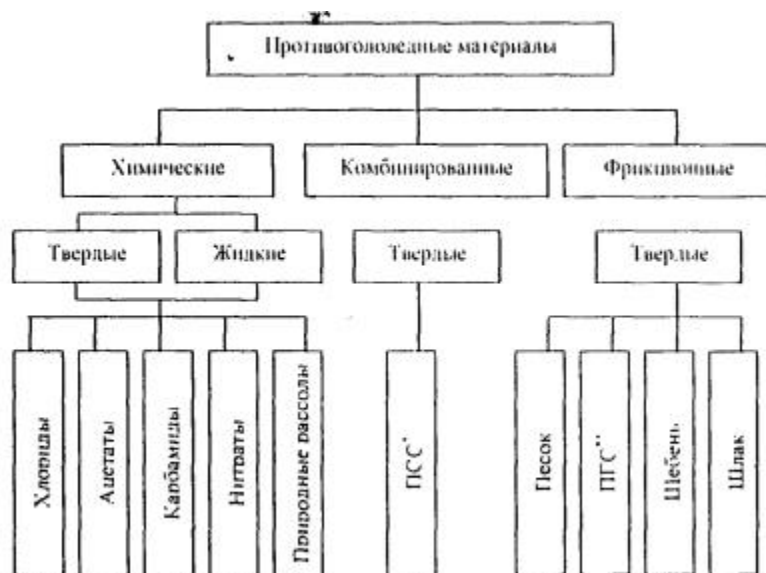 Противогололедные материалы
Химические
Комбинированные
Фрикционные
Твердые
Жидкие
Твердые
Твердые
Хлориды
Ацетаты
Карбамиды
Нитраты
Природные рассолы
ПСС*
Песок
ПГС**
Щебень
Шлак